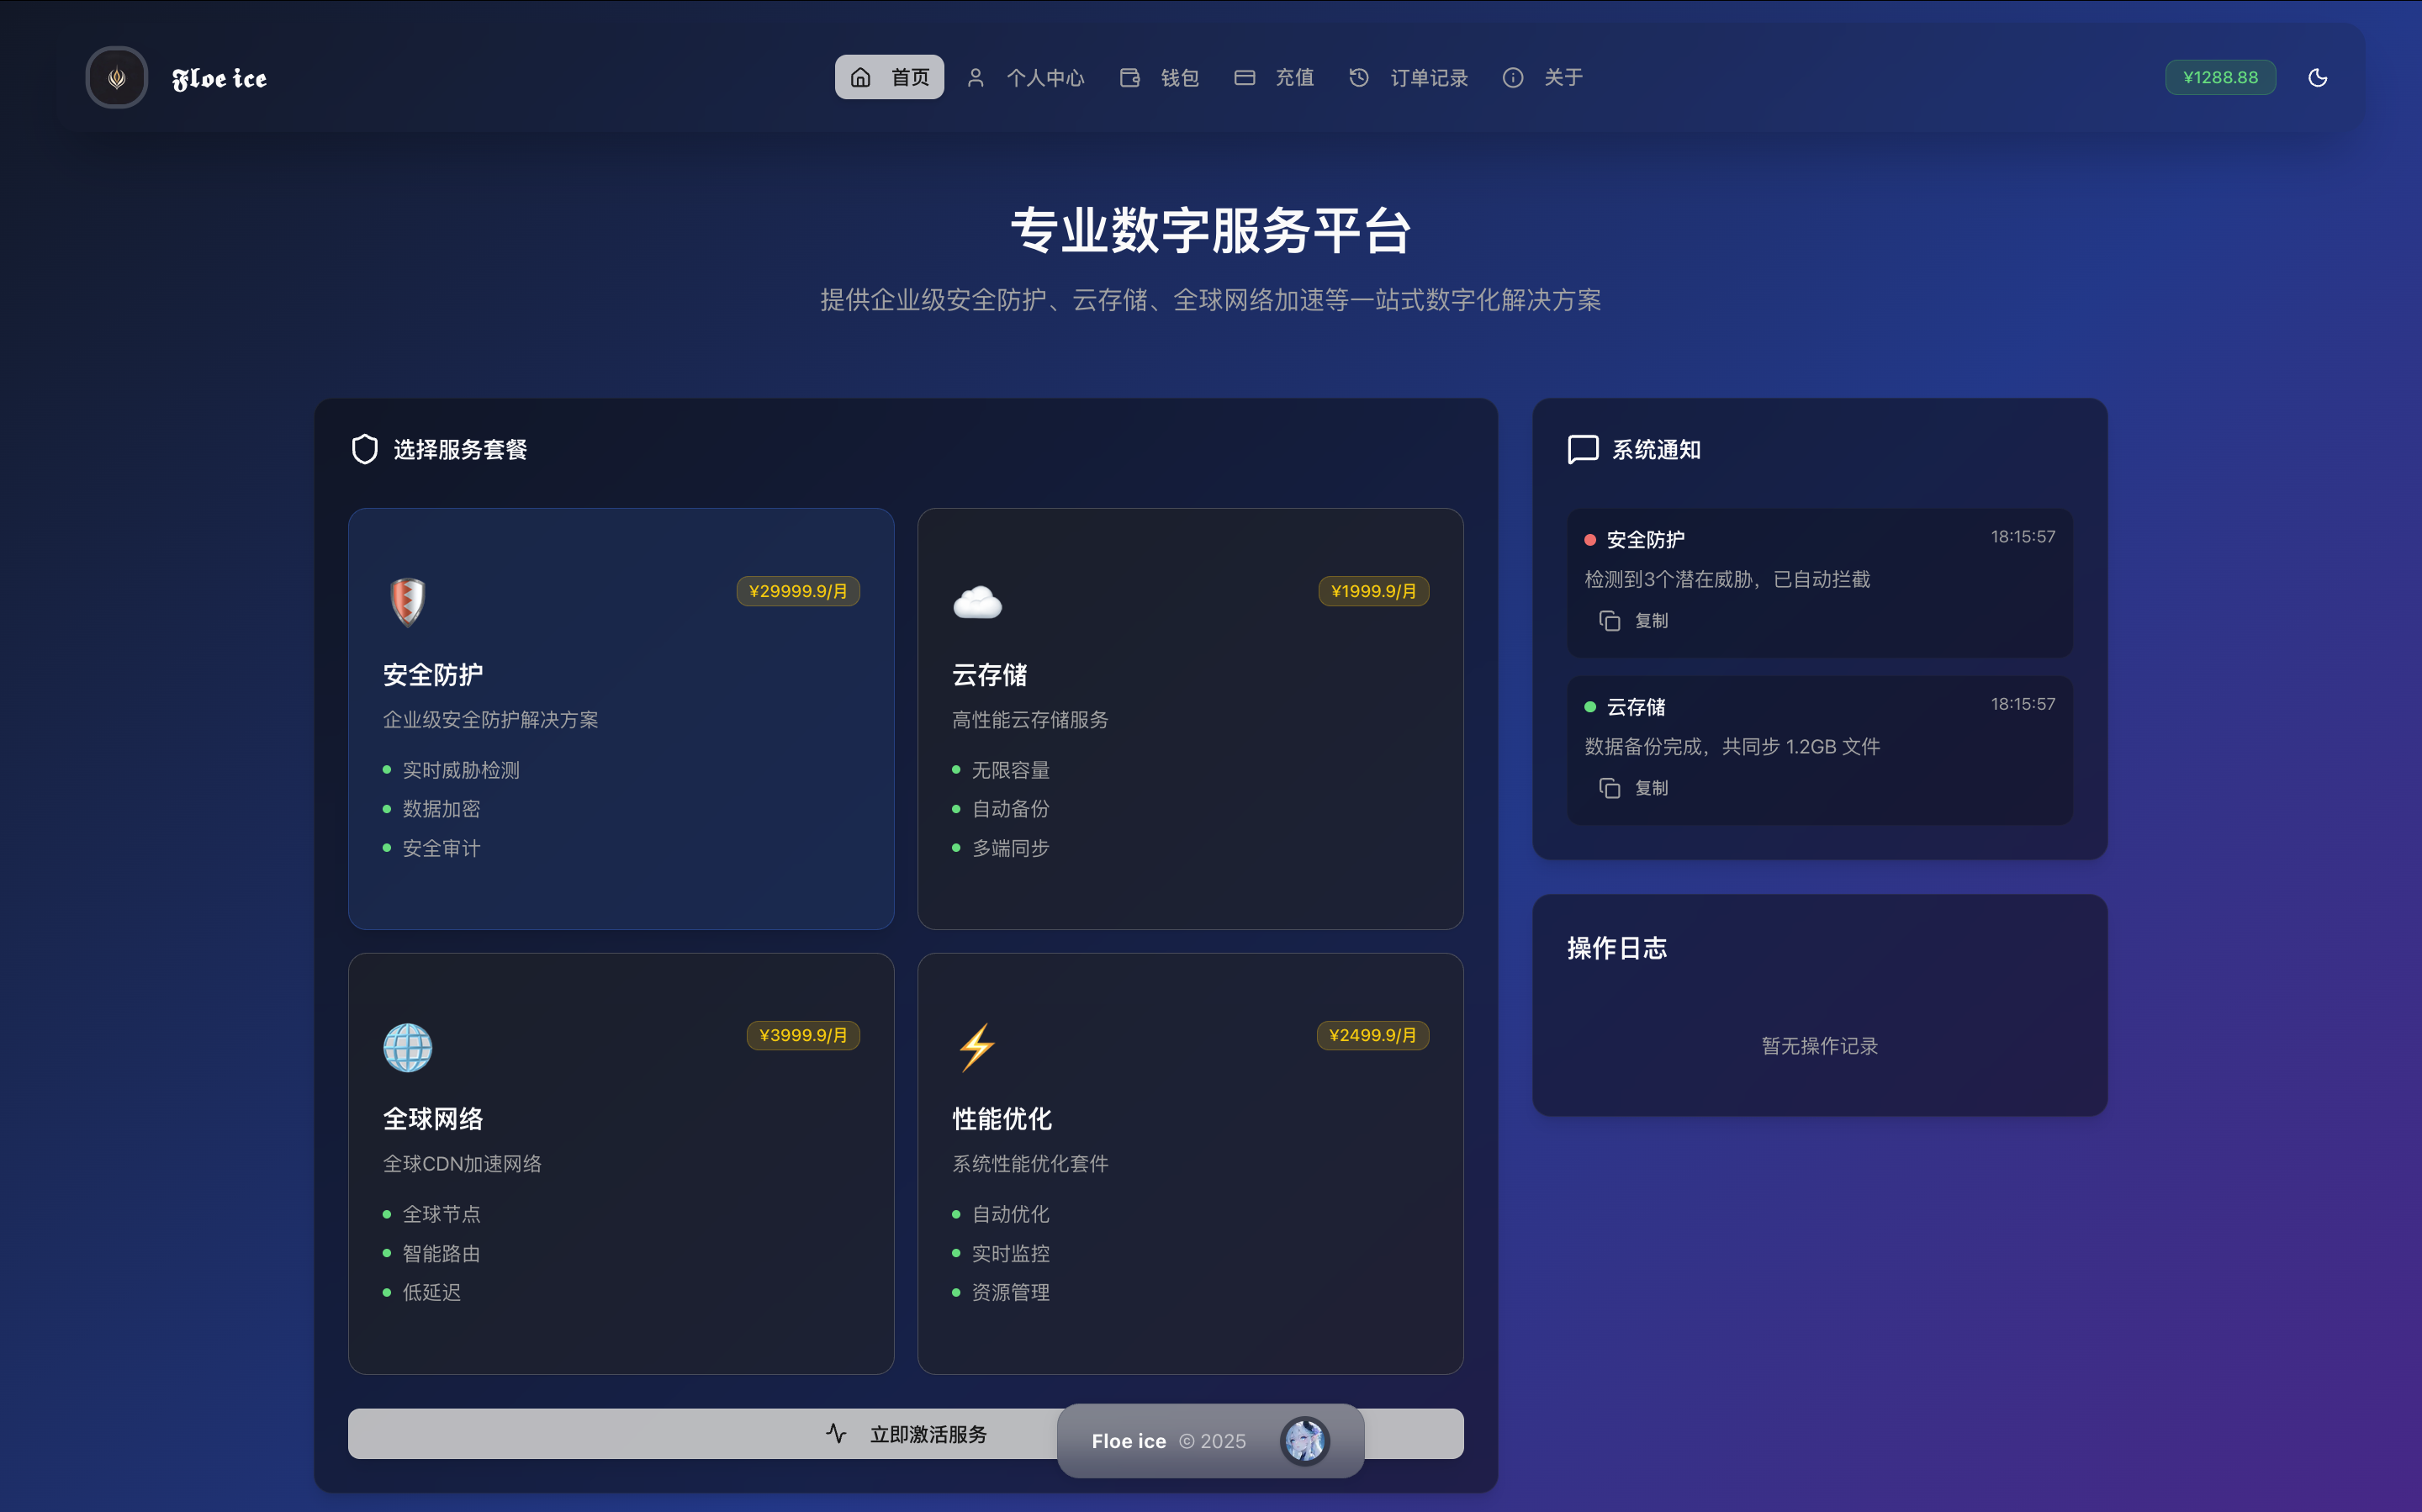 Floe ice
首页
个人中心
钱包
充值
订单记录
关于
¥1288.88
专业数字服务平台
提供企业级安全防护、云存储、全球网络加速等一站式数字化解决方案
选择服务套餐
¥29999.9/月
安全防护
企业级安全防护解决方案
实时威胁检测
数据加密
安全审计
¥1999.9/月
云存储
高性能云存储服务
无限容量
自动备份
多端同步
¥3999.9/月
全球网络
全球CDN加速网络
全球节点
智能路由
低延迟
¥2499.9/月
性能优化
系统性能优化套件
自动优化
实时监控
资源管理
立即激活服务
系统通知
安全防护 18:15:57
检测到3个潜在威胁，已自动拦截
复制
云存储 18:15:57
数据备份完成，共同步 1.2GB 文件
复制
操作日志
暂无操作记录
Floe ice © 2025